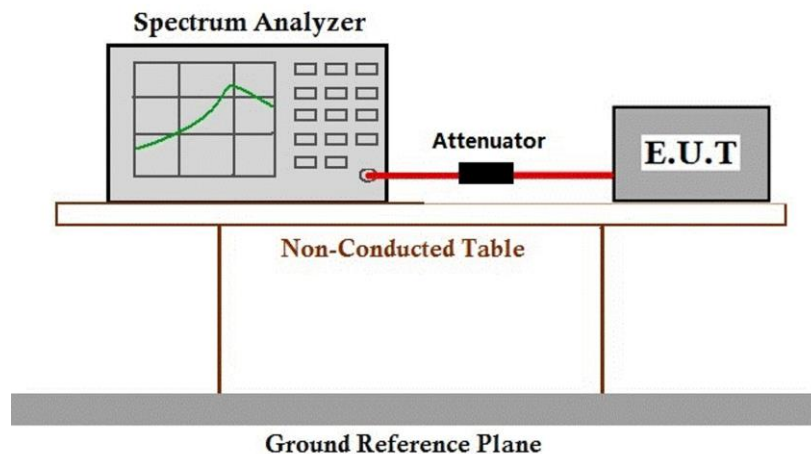 Spectrum Analyzer
Attenuator
E.U.T
Non-Conducted Table
Ground Reference Plane